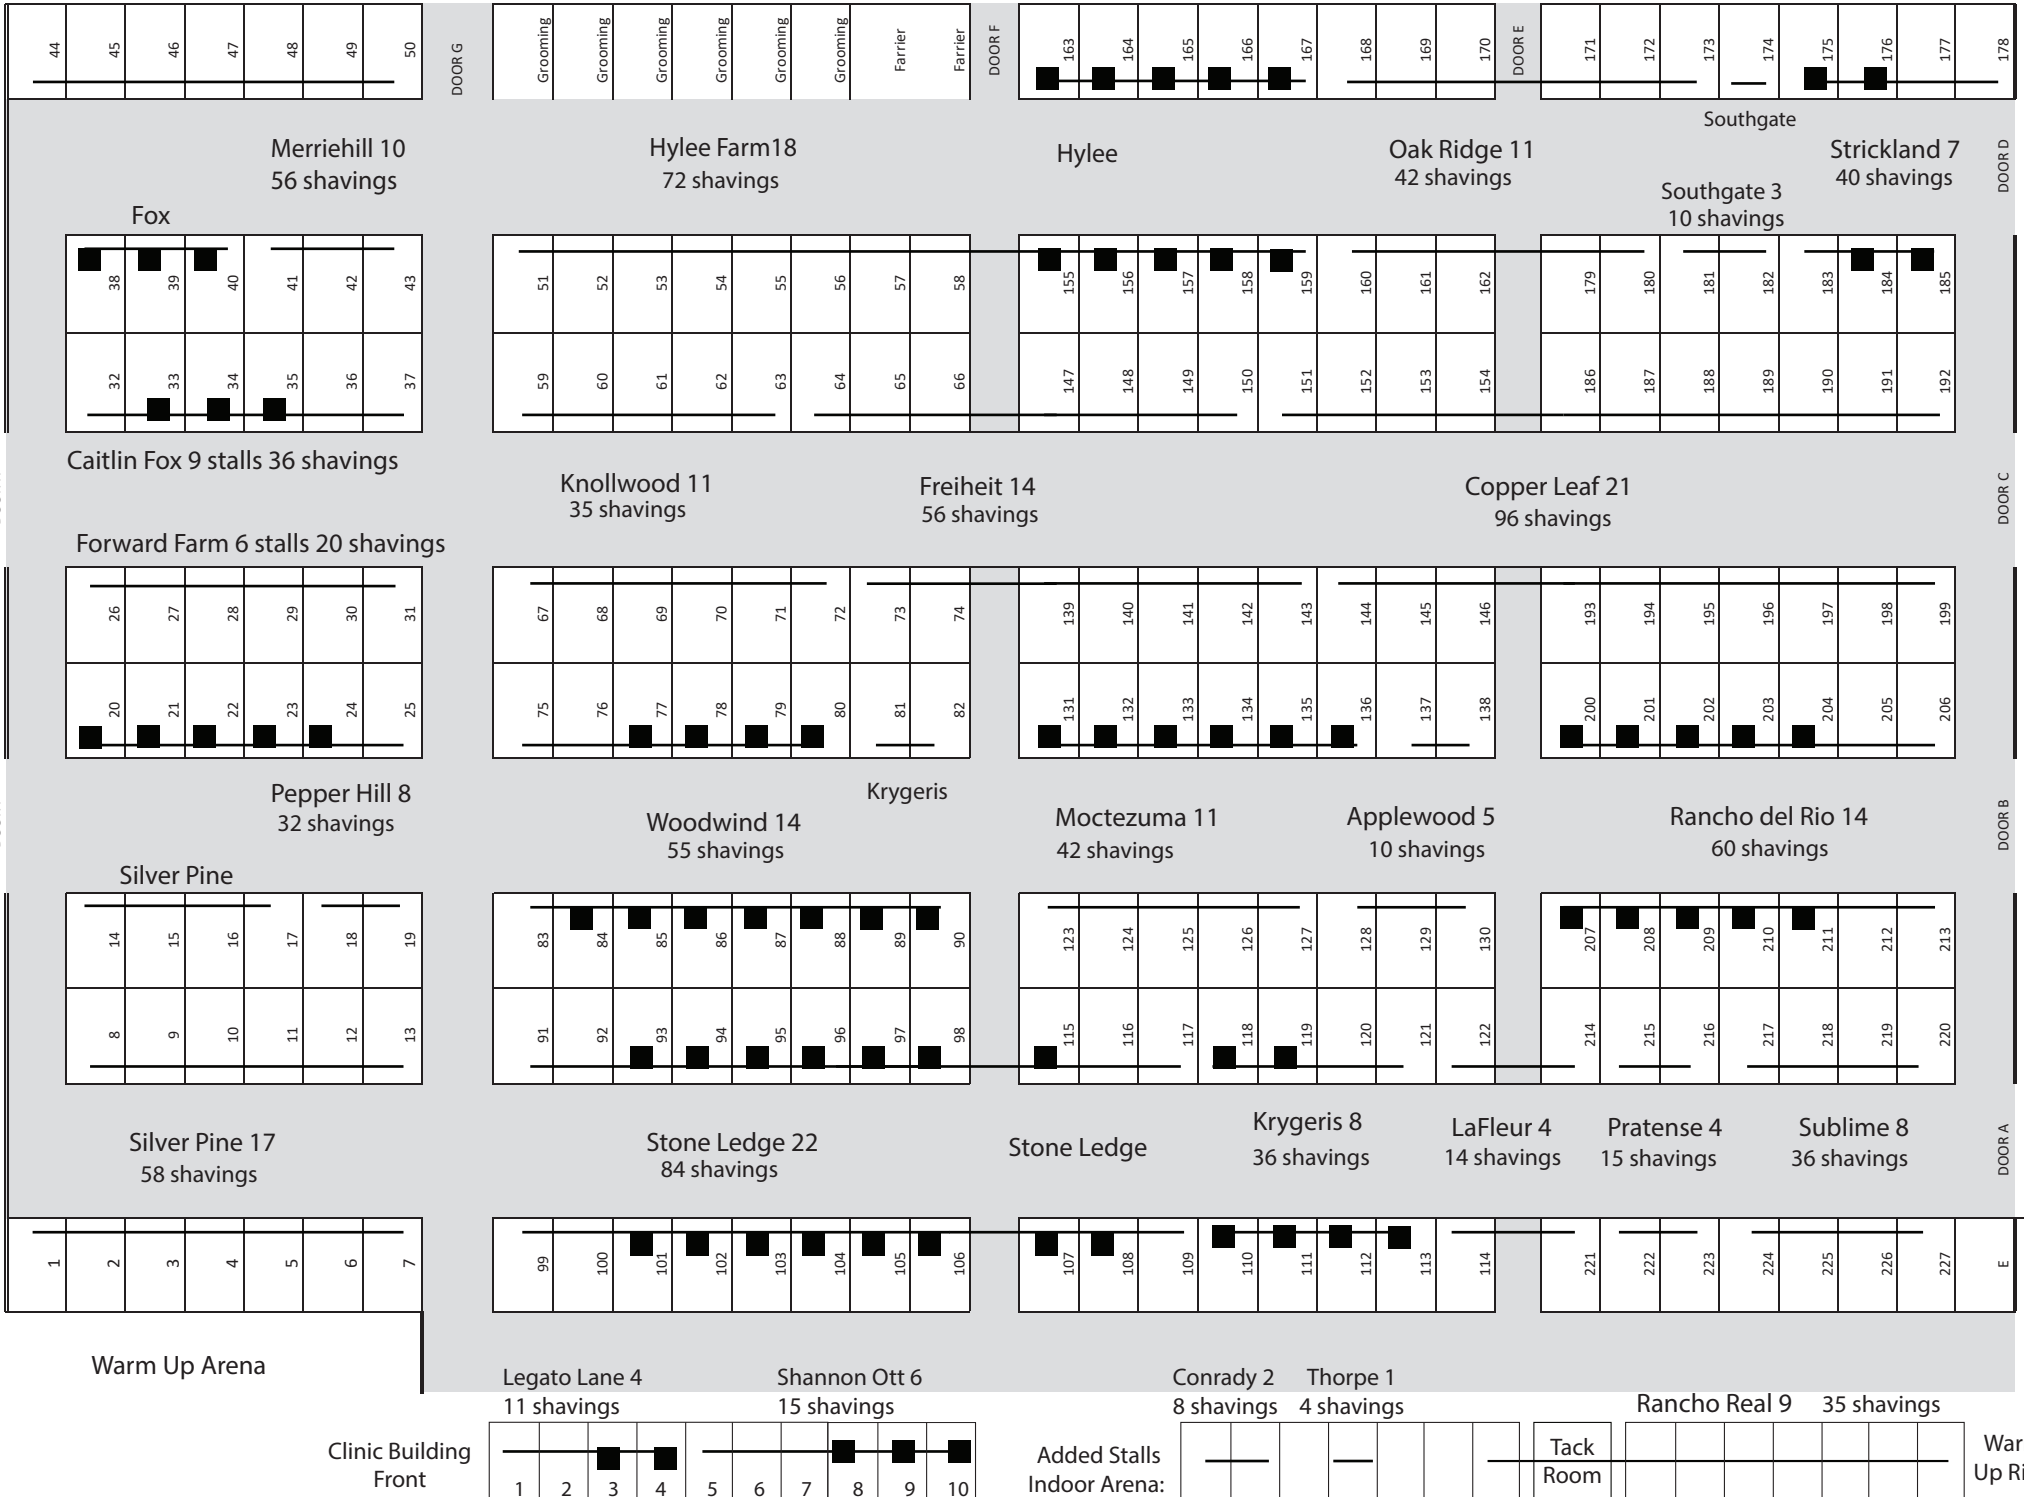 44 45 46 47 48 49 50 DOOR G Grooming Grooming Grooming Grooming Grooming Grooming Farrier Farrier DOOR F 163 164 165 166 167 168 169 170 DOOR E 171 172 173 174 175 176 177 178
Southgate
Merriehill 10
56 shavings
Hylee Farm18
72 shavings
Hylee
Oak Ridge 11
42 shavings
Southgate 3
10 shavings
Strickland 7
40 shavings
DOOR D
Fox
38 39 40 41 42 43 51 52 53 54 55 56 57 58 155 156 157 158 159 160 161 162 179 180 181 182 183 184 185
32 33 34 35 36 37 59 60 61 62 63 64 65 66 147 148 149 150 151 152 153 154 186 187 188 189 190 191 192
Caitlin Fox 9 stalls 36 shavings
Knollwood 11
35 shavings
Freiheit 14
56 shavings
Copper Leaf 21
96 shavings
DOOR C
Forward Farm 6 stalls 20 shavings
26 27 28 29 30 31 67 68 69 70 71 72 73 74 139 140 141 142 143 144 145 146 193 194 195 196 197 198 199
20 21 22 23 24 25 75 76 77 78 79 80 81 82 131 132 133 134 135 136 137 138 200 201 202 203 204 205 206
Pepper Hill 8
32 shavings
Krygeris
Woodwind 14
55 shavings
Moctezuma 11
42 shavings
Applewood 5
10 shavings
Rancho del Rio 14
60 shavings
DOOR B
Silver Pine
14 15 16 17 18 19 83 84 85 86 87 88 89 90 123 124 125 126 127 128 129 130 207 208 209 210 211 212 213
8 9 10 11 12 13 91 92 93 94 95 96 97 98 115 116 117 118 119 120 121 122 214 215 216 217 218 219 220
Silver Pine 17
58 shavings
Stone Ledge 22
84 shavings
Stone Ledge
Krygeris 8
36 shavings
LaFleur 4
14 shavings
Pratense 4
15 shavings
Sublime 8
36 shavings
DOOR A
1 2 3 4 5 6 7 99 100 101 102 103 104 105 106 107 108 109 110 111 112 113 114 221 222 223 224 225 226 227 E
Warm Up Arena
Legato Lane 4
11 shavings
Shannon Ott 6
15 shavings
Conrady 2
8 shavings
Thorpe 1
4 shavings
Rancho Real 9 35 shavings
Clinic Building
Front
1 2 3 4 5 6 7 8 9 10
Added Stalls
Indoor Arena:
Tack
Room